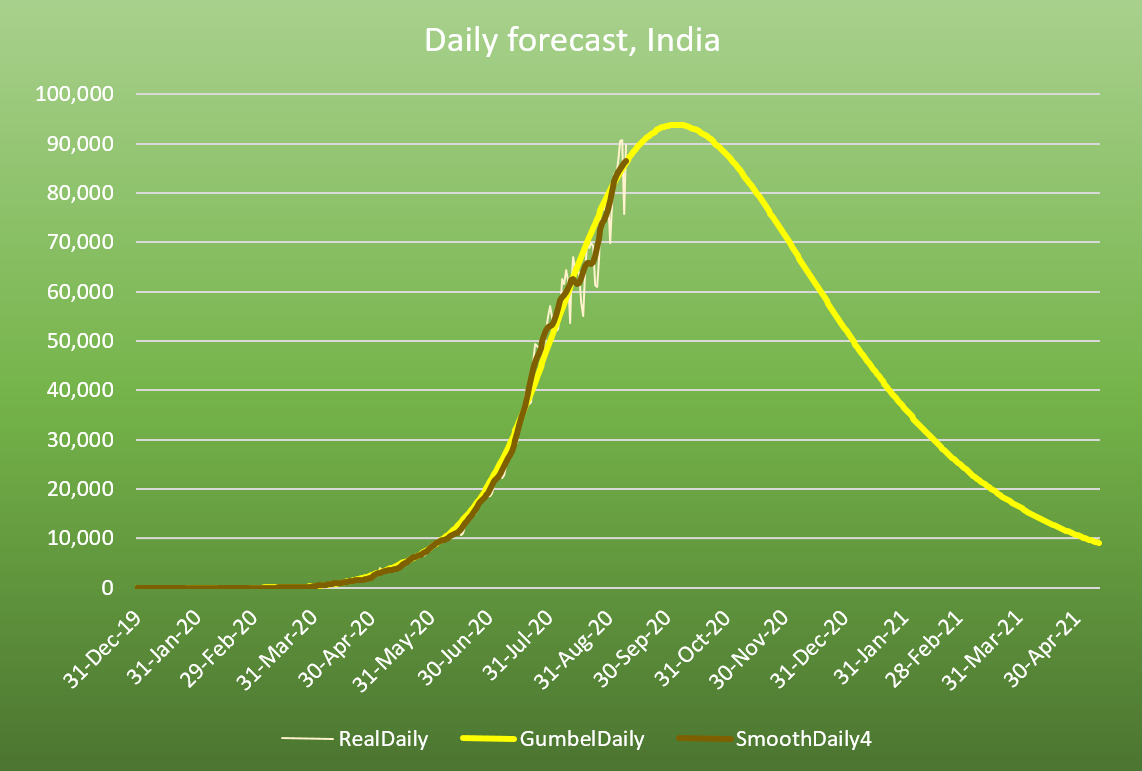 Daily forecast, India
100,000
90,000
80,000
70,000
60,000
50,000
40,000
30,000
20,000
10,000
0
31-Dec-19
31-Jan-20
29-Feb-20
31-Mar-20
30-Apr-20
31-May-20
30-Jun-20
31-Jul-20
31-Aug-20
30-Sep-20
31-Oct-20
30-Nov-20
31-Dec-20
31-Jan-21
28-Feb-21
31-Mar-21
30-Apr-21
RealDaily GumbelDaily SmoothDaily4